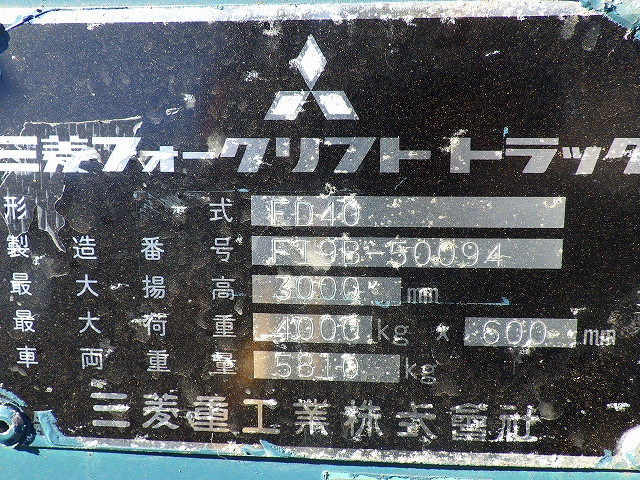 三菱フォークリフト トラック
形式 FD40
製造番号 F19B-50094
最大揚高 3000 mm
最大荷重 4000 kg × 600 mm
車両重量 5810 kg
三菱重工業株式會社